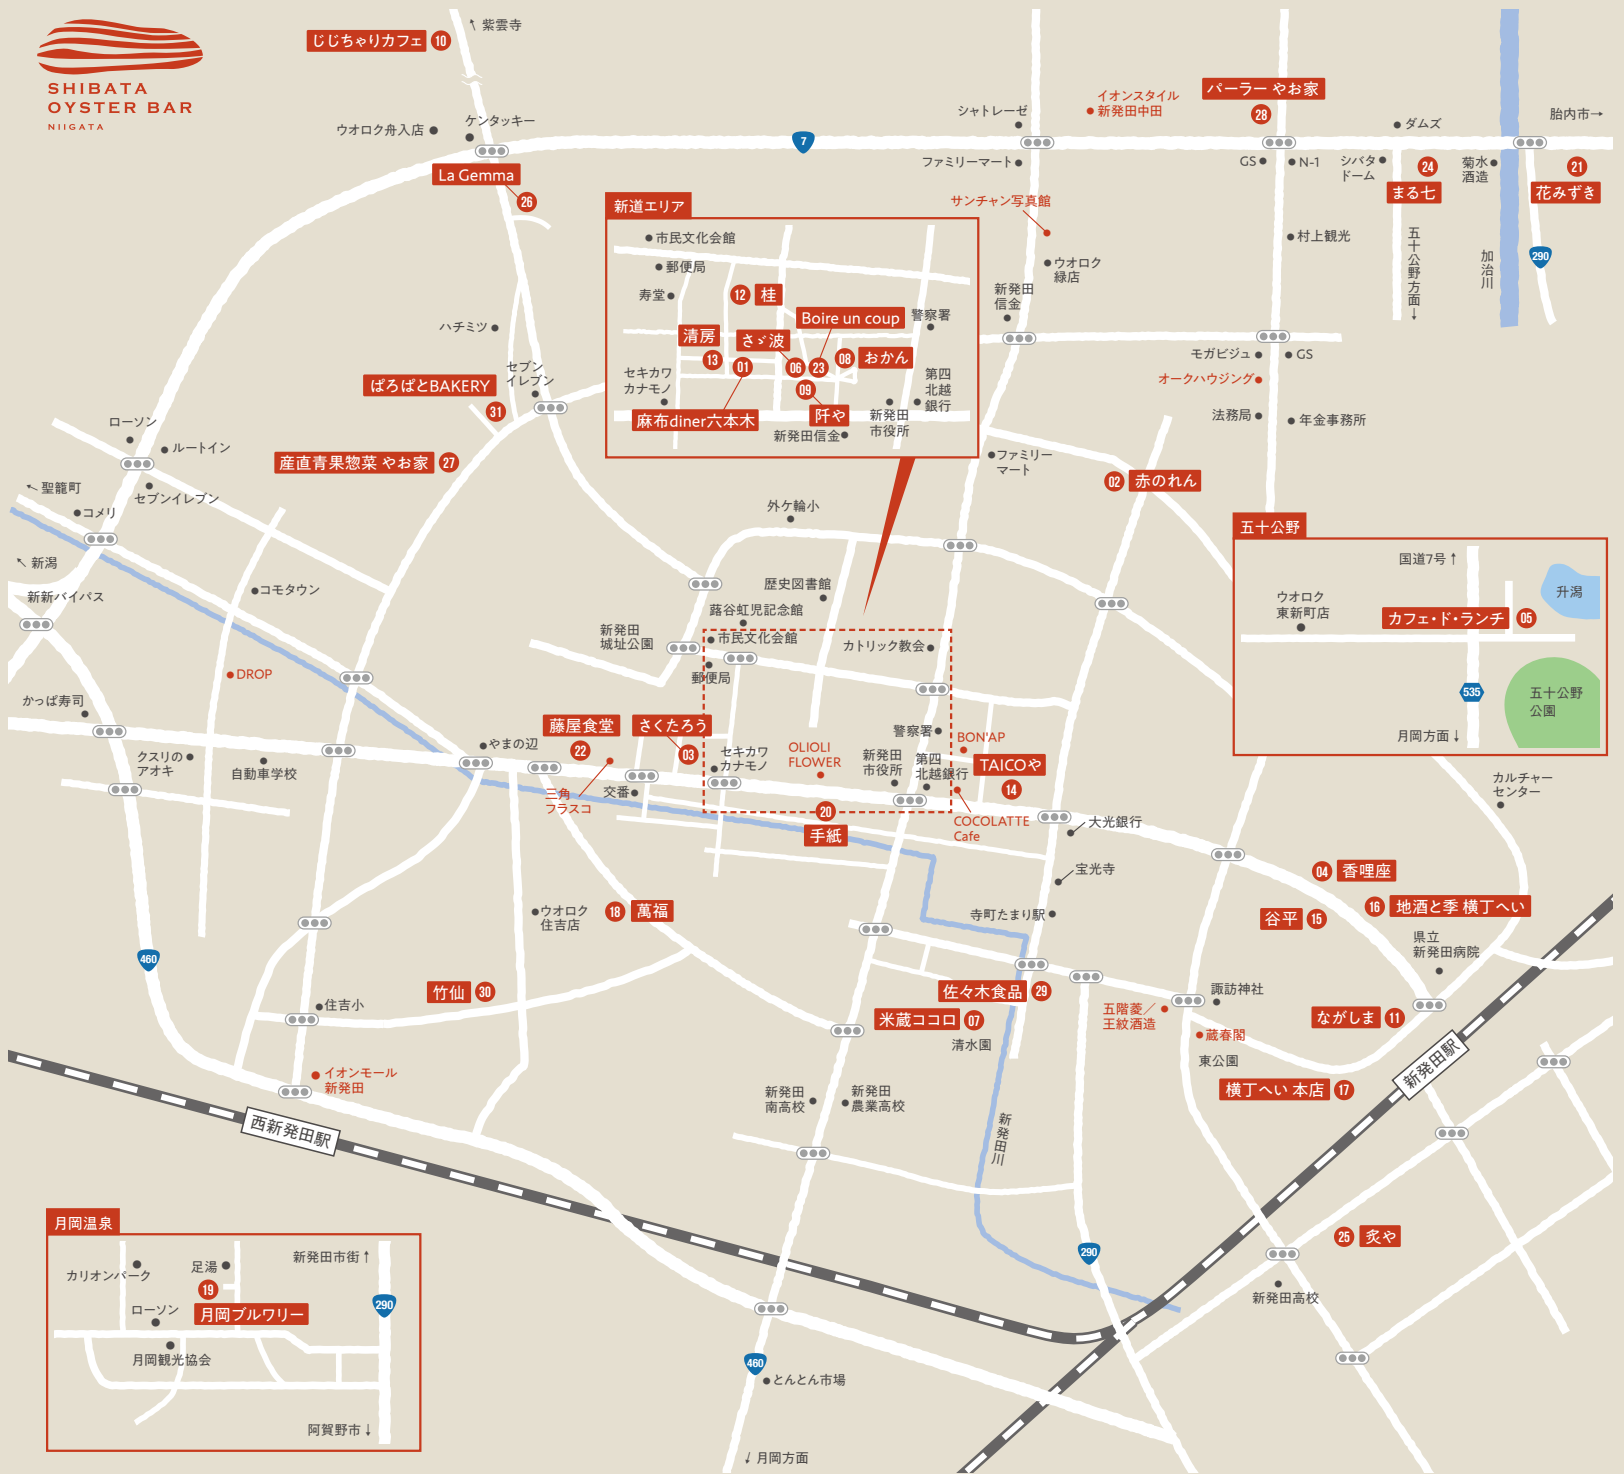 SHIBATA
OYSTER BAR
NIIGATA
じじちゃりカフェ 10
↖ 紫雲寺
ウオロク舟入店
ケンタッキー
La Gemma
26
7
シャトレーゼ
ファミリーマート
イオンスタイル
新発田中田
パーラー やお家
28
GS
N-1
ダムズ
シバタ
ドーム
24
まる七
菊水
酒造
胎内市→
21
花みずき
290
加治川
五十公野方面→
サンチャン写真館
ウオロク
緑店
新発田
信金
村上観光
モガビジュ
GS
オークハウジング
法務局
年金事務所
新道エリア
市民文化会館
郵便局
寿堂
12 桂
Boire un coup
警察署
清房
13
さゞ波
01
06
23
08 おかん
セキカワ
カナモノ
09
第四
北越
銀行
麻布diner六本木
阡や
新発田
市役所
新発田信金
ハチミツ
セブン
イレブン
ぱろぱとBAKERY
31
産直青果惣菜 やお家 27
ローソン
ルートイン
セブンイレブン
↖ 聖籠町
コメリ
↖ 新潟
新新バイパス
コモタウン
DROP
かっぱ寿司
クスリの
アオキ
自動車学校
ファミリー
マート
02 赤のれん
外ケ輪小
歴史図書館
蕗谷虹児記念館
新発田
城址公園
市民文化会館
郵便局
カトリック教会
五十公野
国道7号↑
ウオロク
東新町店
カフェ・ド・ランチ 05
升潟
535
五十公野
公園
月岡方面↓
やまの辺
藤屋食堂
22
さくたろう
03
三角
フラスコ
交番
セキカワ
カナモノ
OLIOLI
FLOWER
警察署
新発田
市役所
第四
北越銀行
BON'AP
TAICOや
14
COCOLATTE
Cafe
20
手紙
大光銀行
宝光寺
寺町たまり駅
カルチャー
センター
04 香哩座
16 地酒と季 横丁へい
谷平 15
県立
新発田病院
ながしま 11
ウオロク
住吉店
18 萬福
竹仙 30
460
住吉小
イオンモール
新発田
西新発田駅
佐々木食品 29
米蔵ココロ 07
清水園
五階菱／
王紋酒造
諏訪神社
蔵春閣
東公園
横丁へい 本店 17
新発田駅
新発田
南高校
新発田
農業高校
新発田川
290
25 炙や
新発田高校
460
とんとん市場
↓月岡方面
月岡温泉
カリオンパーク
足湯
新発田市街↑
19
月岡ブルワリー
ローソン
290
月岡観光協会
阿賀野市↓